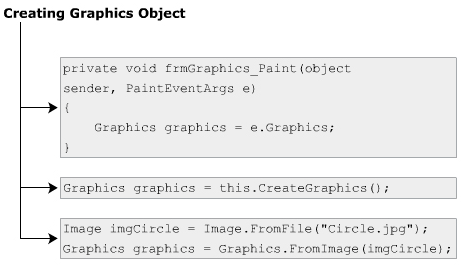 Creating Graphics Object
private void frmGraphics_Paint(object
sender, PaintEventArgs e)
{
    Graphics graphics = e.Graphics;
}
Graphics graphics = this.CreateGraphics();
Image imgCircle = Image.FromFile("Circle.jpg");
Graphics graphics = Graphics.FromImage(imgCircle);